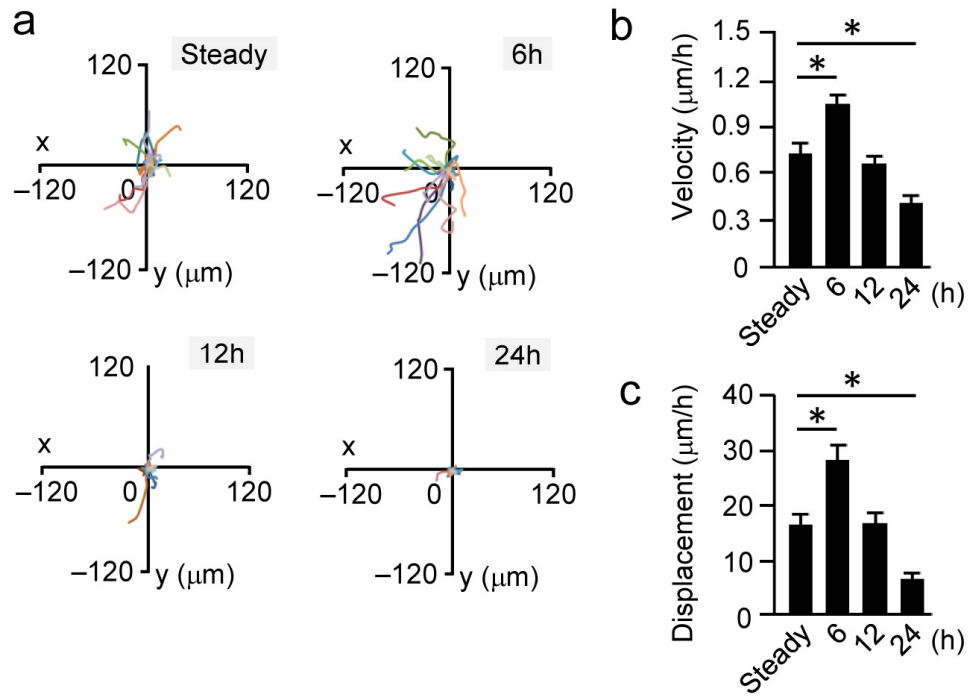 a
Steady
120
x
−120
0
120
−120
y (μm)
6h
120
x
−120
0
120
−120
y (μm)
12h
120
x
−120
0
120
−120
y (μm)
24h
120
x
−120
0
120
−120
y (μm)
b
Velocity (μm/h)
1.5
1.2
0.9
0.6
0.3
0
*
*
Steady
6
12
24
(h)
c
Displacement (μm/h)
40
30
20
10
0
*
*
Steady
6
12
24
(h)